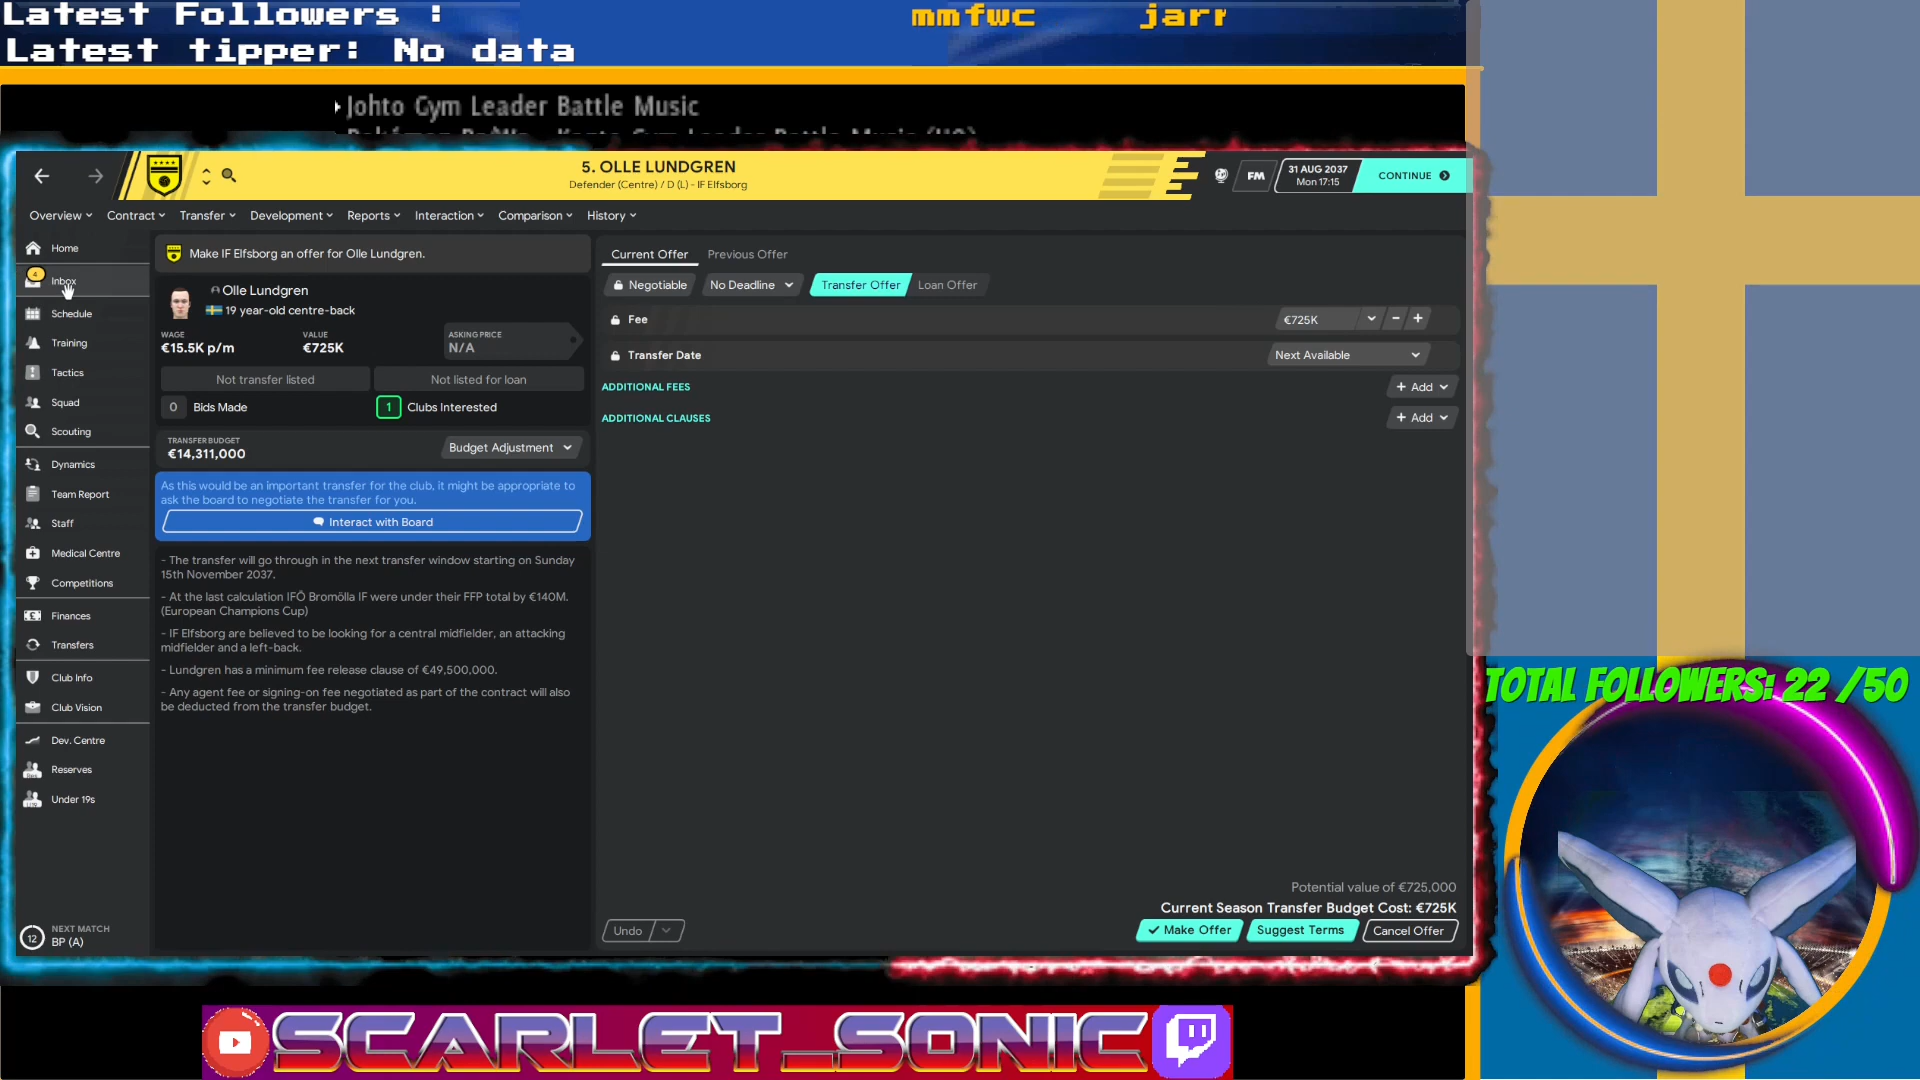 Latest Followers :
mmfwc jarr
Latest tipper: No data
Johto Gym Leader Battle Music
5. OLLE LUNDGREN
Defender (Centre) / D (L) - IF Elfsborg
FM
31 AUG 2037
Mon 17:15
CONTINUE
Overview Contract Transfer Development Reports Interaction Comparison History
Home
4
Inbox
Schedule
Training
Tactics
Squad
Scouting
Dynamics
Team Report
Staff
Medical Centre
Competitions
Finances
Transfers
Club Info
Club Vision
Dev. Centre
Reserves
Under 19s
12
NEXT MATCH
BP (A)
Make IF Elfsborg an offer for Olle Lundgren.
Olle Lundgren
19 year-old centre-back
WAGE
€15.5K p/m
VALUE
€725K
ASKING PRICE
N/A
Not transfer listed
Not listed for loan
0 Bids Made
1 Clubs Interested
TRANSFER BUDGET
€14,311,000
Budget Adjustment
As this would be an important transfer for the club, it might be appropriate to
ask the board to negotiate the transfer for you.
Interact with Board
- The transfer will go through in the next transfer window starting on Sunday
15th November 2037.
- At the last calculation IFÖ Bromölla IF were under their FFP total by €140M.
(European Champions Cup)
- IF Elfsborg are believed to be looking for a central midfielder, an attacking
midfielder and a left-back.
- Lundgren has a minimum fee release clause of €49,500,000.
- Any agent fee or signing-on fee negotiated as part of the contract will also
be deducted from the transfer budget.
Current Offer Previous Offer
Negotiable No Deadline Transfer Offer Loan Offer
Fee €725K
Transfer Date Next Available
ADDITIONAL FEES + Add
ADDITIONAL CLAUSES + Add
Potential value of €725,000
Current Season Transfer Budget Cost: €725K
Undo
Make Offer Suggest Terms Cancel Offer
TOTAL FOLLOWERS: 22 /50
SCARLET_SONIC